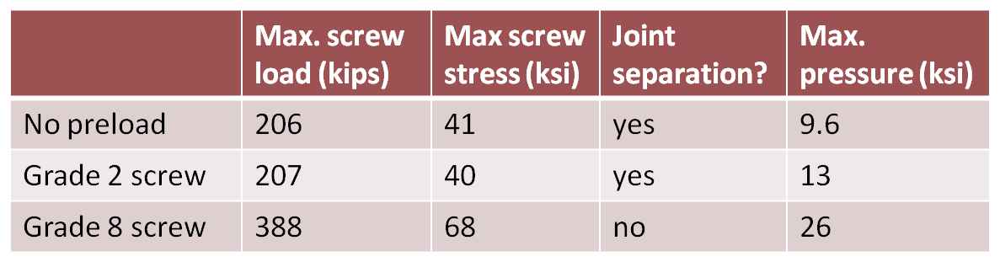 Max. screw load (kips) Max screw stress (ksi) Joint separation? Max. pressure (ksi)
No preload 206 41 yes 9.6
Grade 2 screw 207 40 yes 13
Grade 8 screw 388 68 no 26